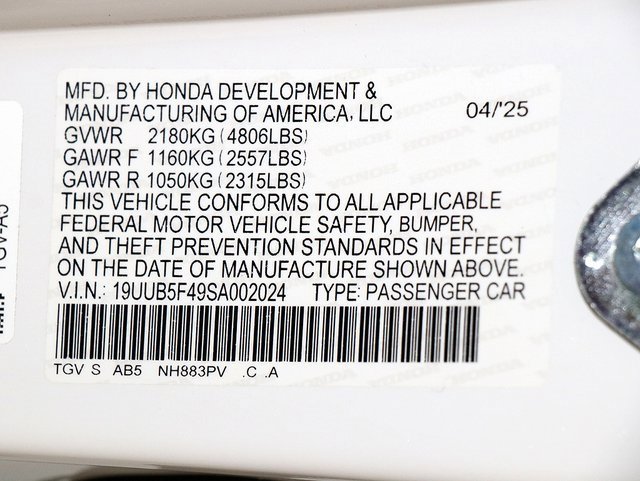 MFD. BY HONDA DEVELOPMENT &
MANUFACTURING OF AMERICA, LLC 04/'25
GVWR 2180KG (4806LBS)
GAWR F 1160KG (2557LBS)
GAWR R 1050KG (2315LBS)
THIS VEHICLE CONFORMS TO ALL APPLICABLE
FEDERAL MOTOR VEHICLE SAFETY, BUMPER,
AND THEFT PREVENTION STANDARDS IN EFFECT
ON THE DATE OF MANUFACTURE SHOWN ABOVE.
V.I.N.: 19UUB5F49SA002024 TYPE: PASSENGER CAR
TGV S AB5 NH883PV .C .A
TGV-A5